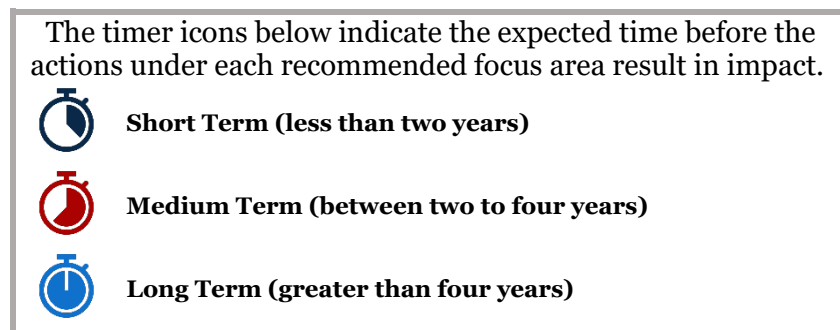 The timer icons below indicate the expected time before the
actions under each recommended focus area result in impact.
Short Term (less than two years)
Medium Term (between two to four years)
Long Term (greater than four years)